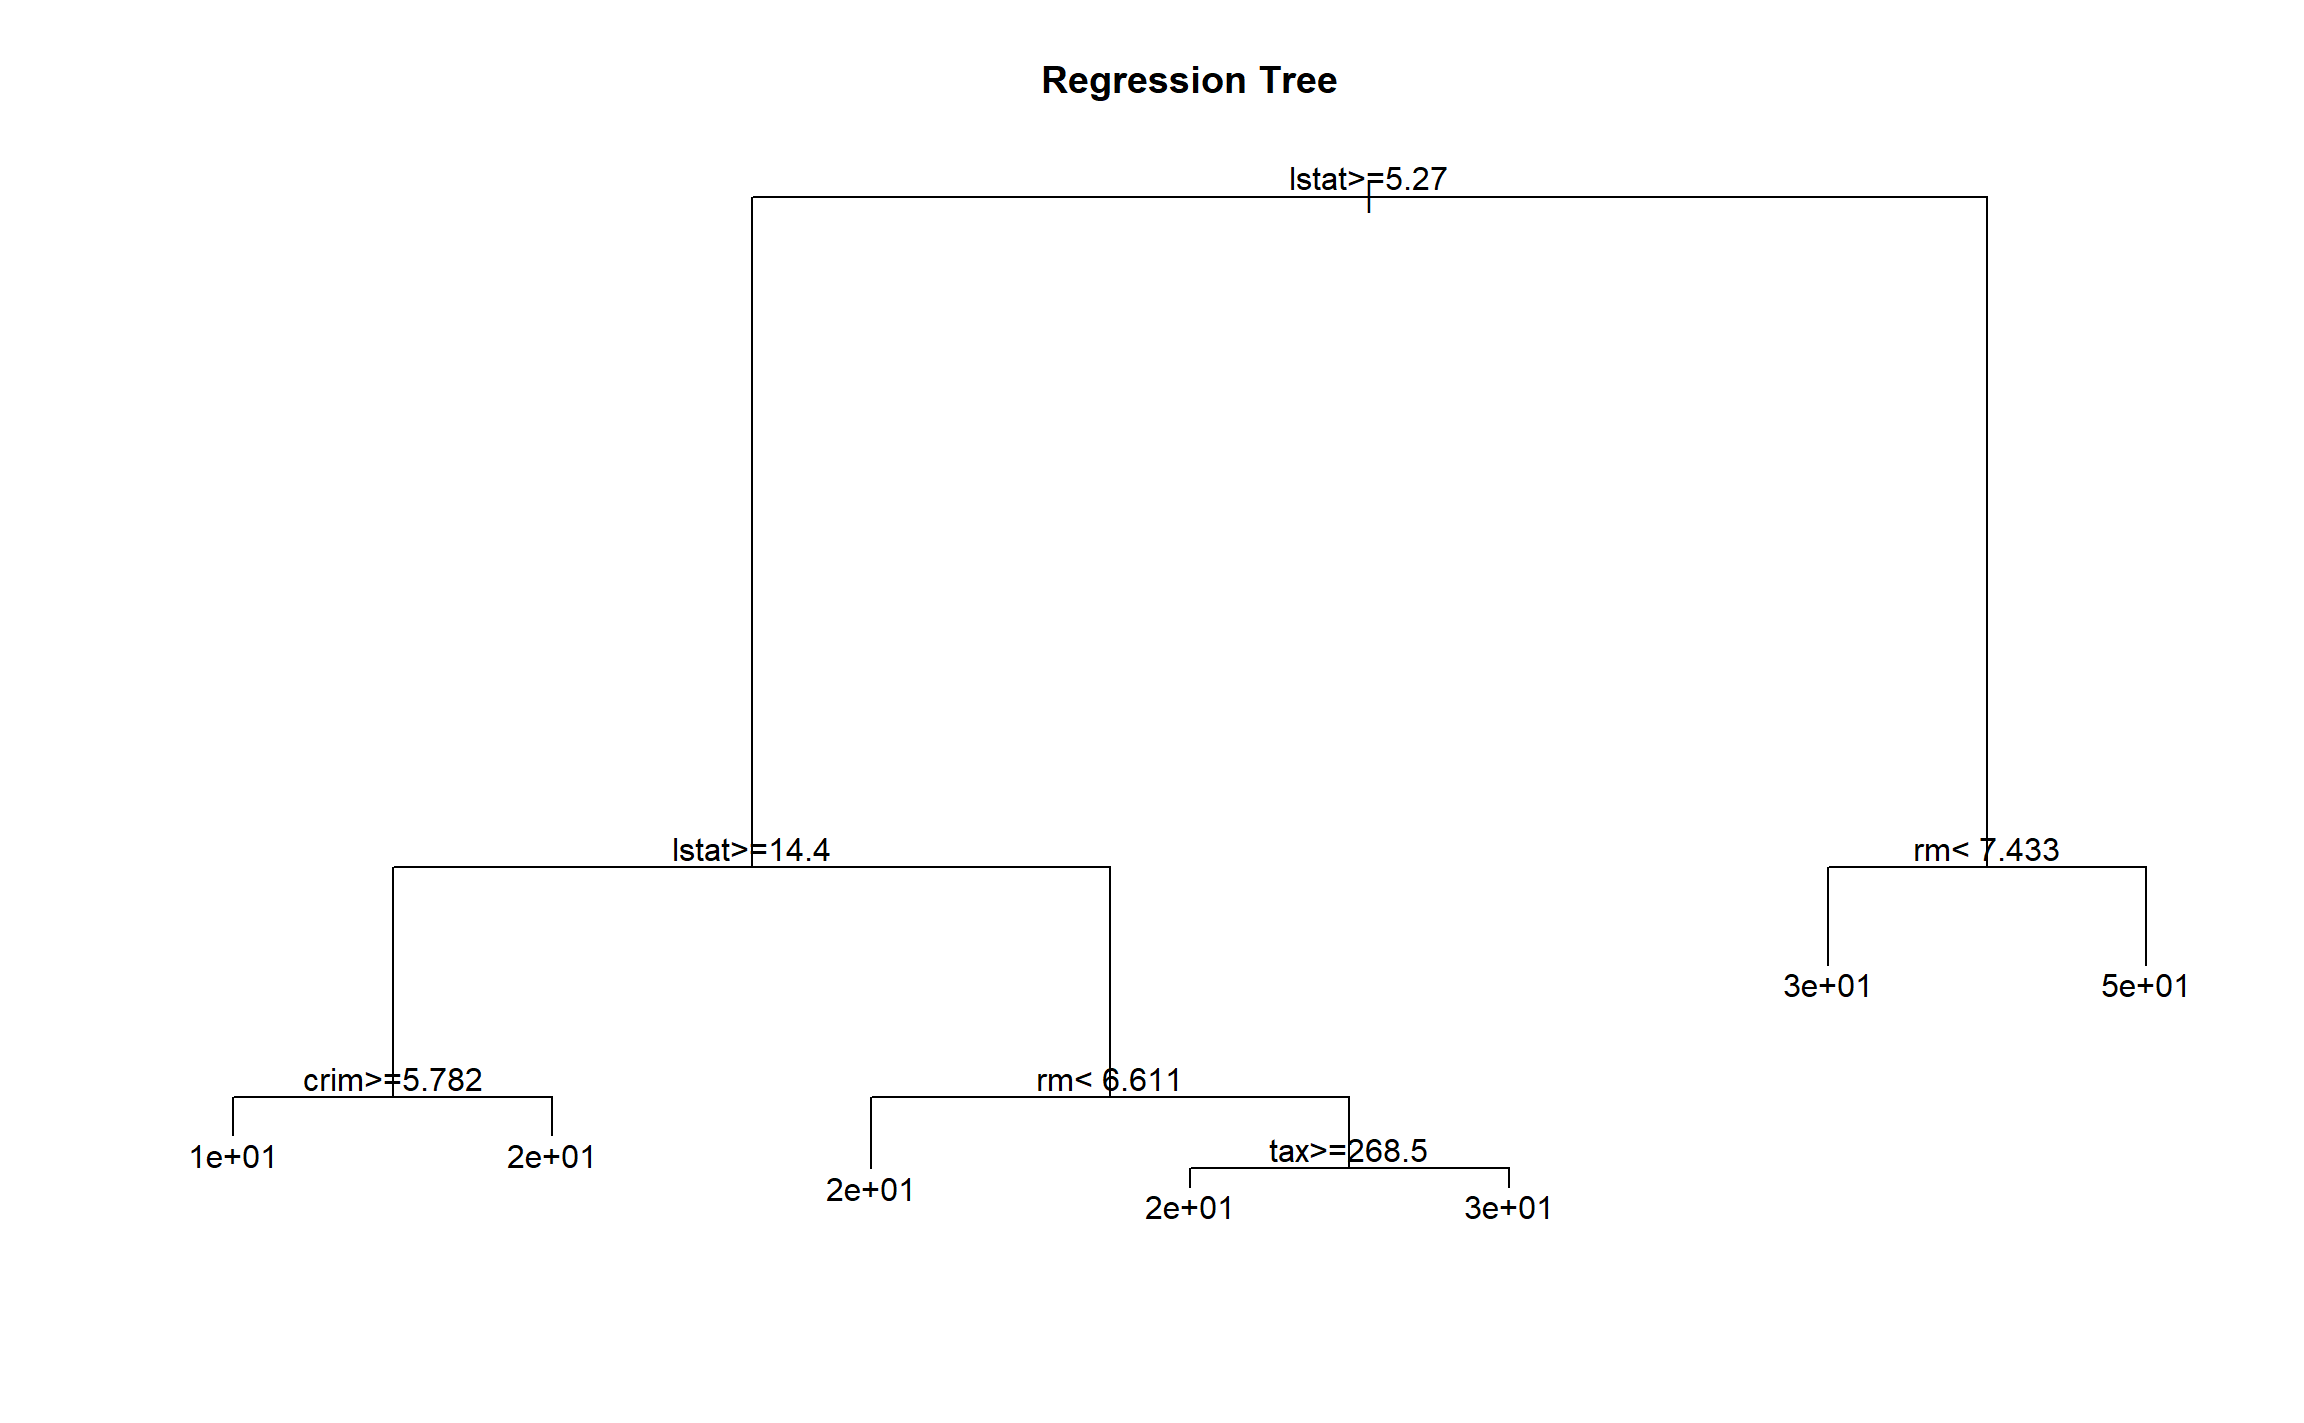 Regression Tree
lstat>=5.27
lstat>=14.4
rm< 7.433
3e+01
5e+01
crim>=5.782
rm< 6.611
1e+01
2e+01
tax>=268.5
2e+01
2e+01
3e+01